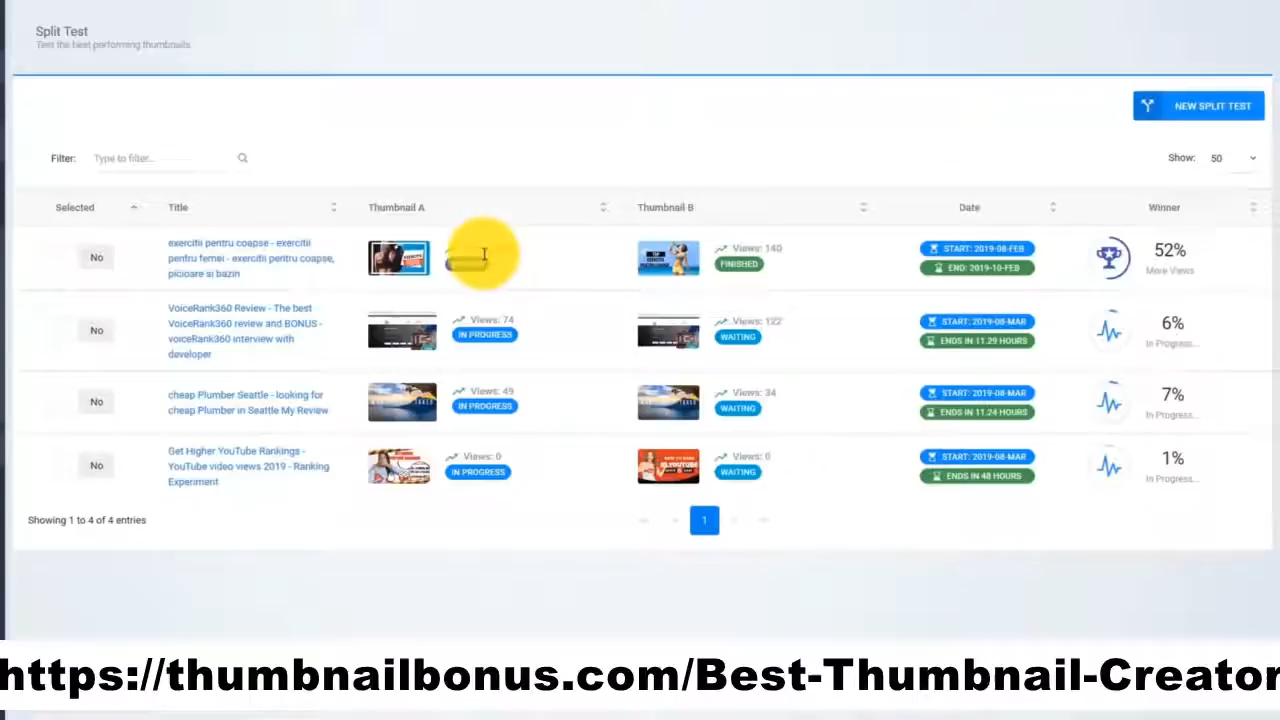 Split Test
Test the best performing thumbnails.
NEW SPLIT TEST
Filter: Type to filter... Show: 50
Selected Title Thumbnail A Thumbnail B Date Winner
No
exercitii pentru coapse - exercitii
pentru femei - exercitii pentru coapse,
picioare si bazin
Views: 140
FINISHED
START: 2019-08-FEB
END: 2019-10-FEB
52%
More Views
No
VoiceRank360 Review - The best
VoiceRank360 review and BONUS -
voiceRank360 interview with
developer
Views: 74
IN PROGRESS
Views: 122
WAITING
START: 2019-08-MAR
ENDS IN 11.29 HOURS
6%
In Progress...
No
cheap Plumber Seattle - looking for
cheap Plumber in Seattle My Review
Views: 49
IN PROGRESS
Views: 34
WAITING
START: 2019-08-MAR
ENDS IN 11.24 HOURS
7%
In Progress...
No
Get Higher YouTube Rankings -
YouTube video views 2019 - Ranking
Experiment
Views: 0
IN PROGRESS
Views: 0
WAITING
START: 2019-08-MAR
ENDS IN 48 HOURS
1%
In Progress...
Showing 1 to 4 of 4 entries
1
https://thumbnailbonus.com/Best-Thumbnail-Creator